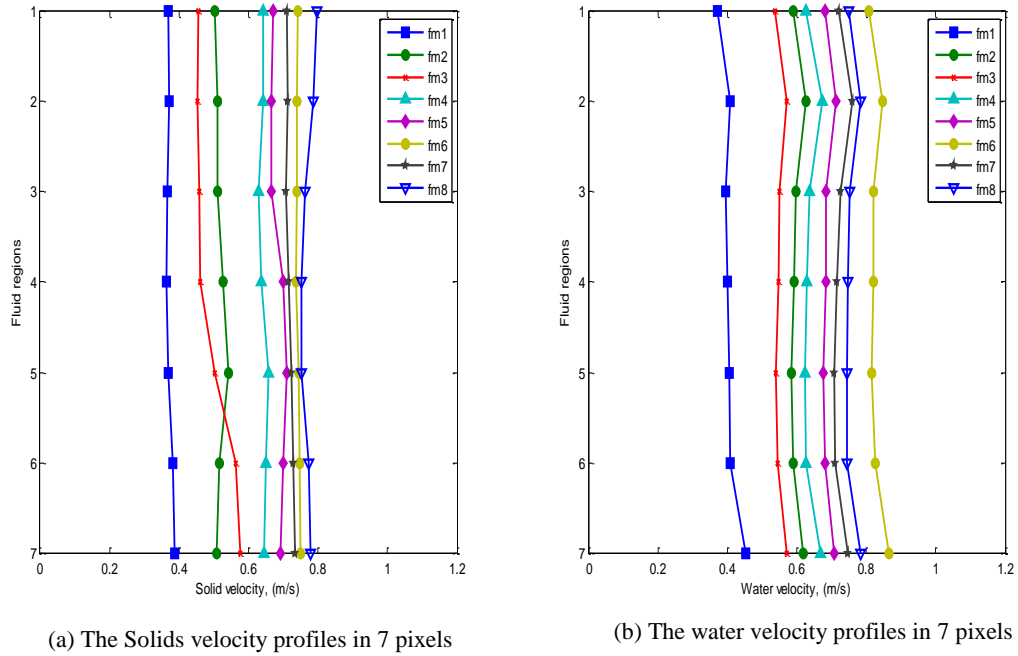 1
2
3
4
5
6
7
0
0.2
0.4
0.6
0.8
1
1.2
Fluid regions
Solid velocity, (m/s)
fm1
fm2
fm3
fm4
fm5
fm6
fm7
fm8
(a) The Solids velocity profiles in 7 pixels
1
2
3
4
5
6
7
0
0.2
0.4
0.6
0.8
1
1.2
Fluid regions
Water velocity, (m/s)
fm1
fm2
fm3
fm4
fm5
fm6
fm7
fm8
(b) The water velocity profiles in 7 pixels